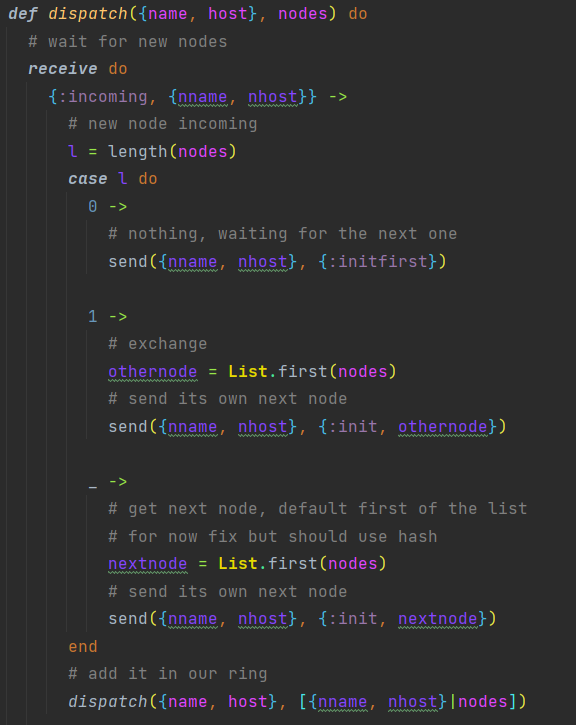 def dispatch({name, host}, nodes) do
# wait for new nodes
receive do
{:incoming, {nname, nhost}} ->
# new node incoming
l = length(nodes)
case l do
0 ->
# nothing, waiting for the next one
send({nname, nhost}, {:initfirst})
1 ->
# exchange
othernode = List.first(nodes)
# send its own next node
send({nname, nhost}, {:init, othernode})
_ ->
# get next node, default first of the list
# for now fix but should use hash
nextnode = List.first(nodes)
# send its own next node
send({nname, nhost}, {:init, nextnode})
end
# add it in our ring
dispatch({name, host}, [{nname, nhost}|nodes])